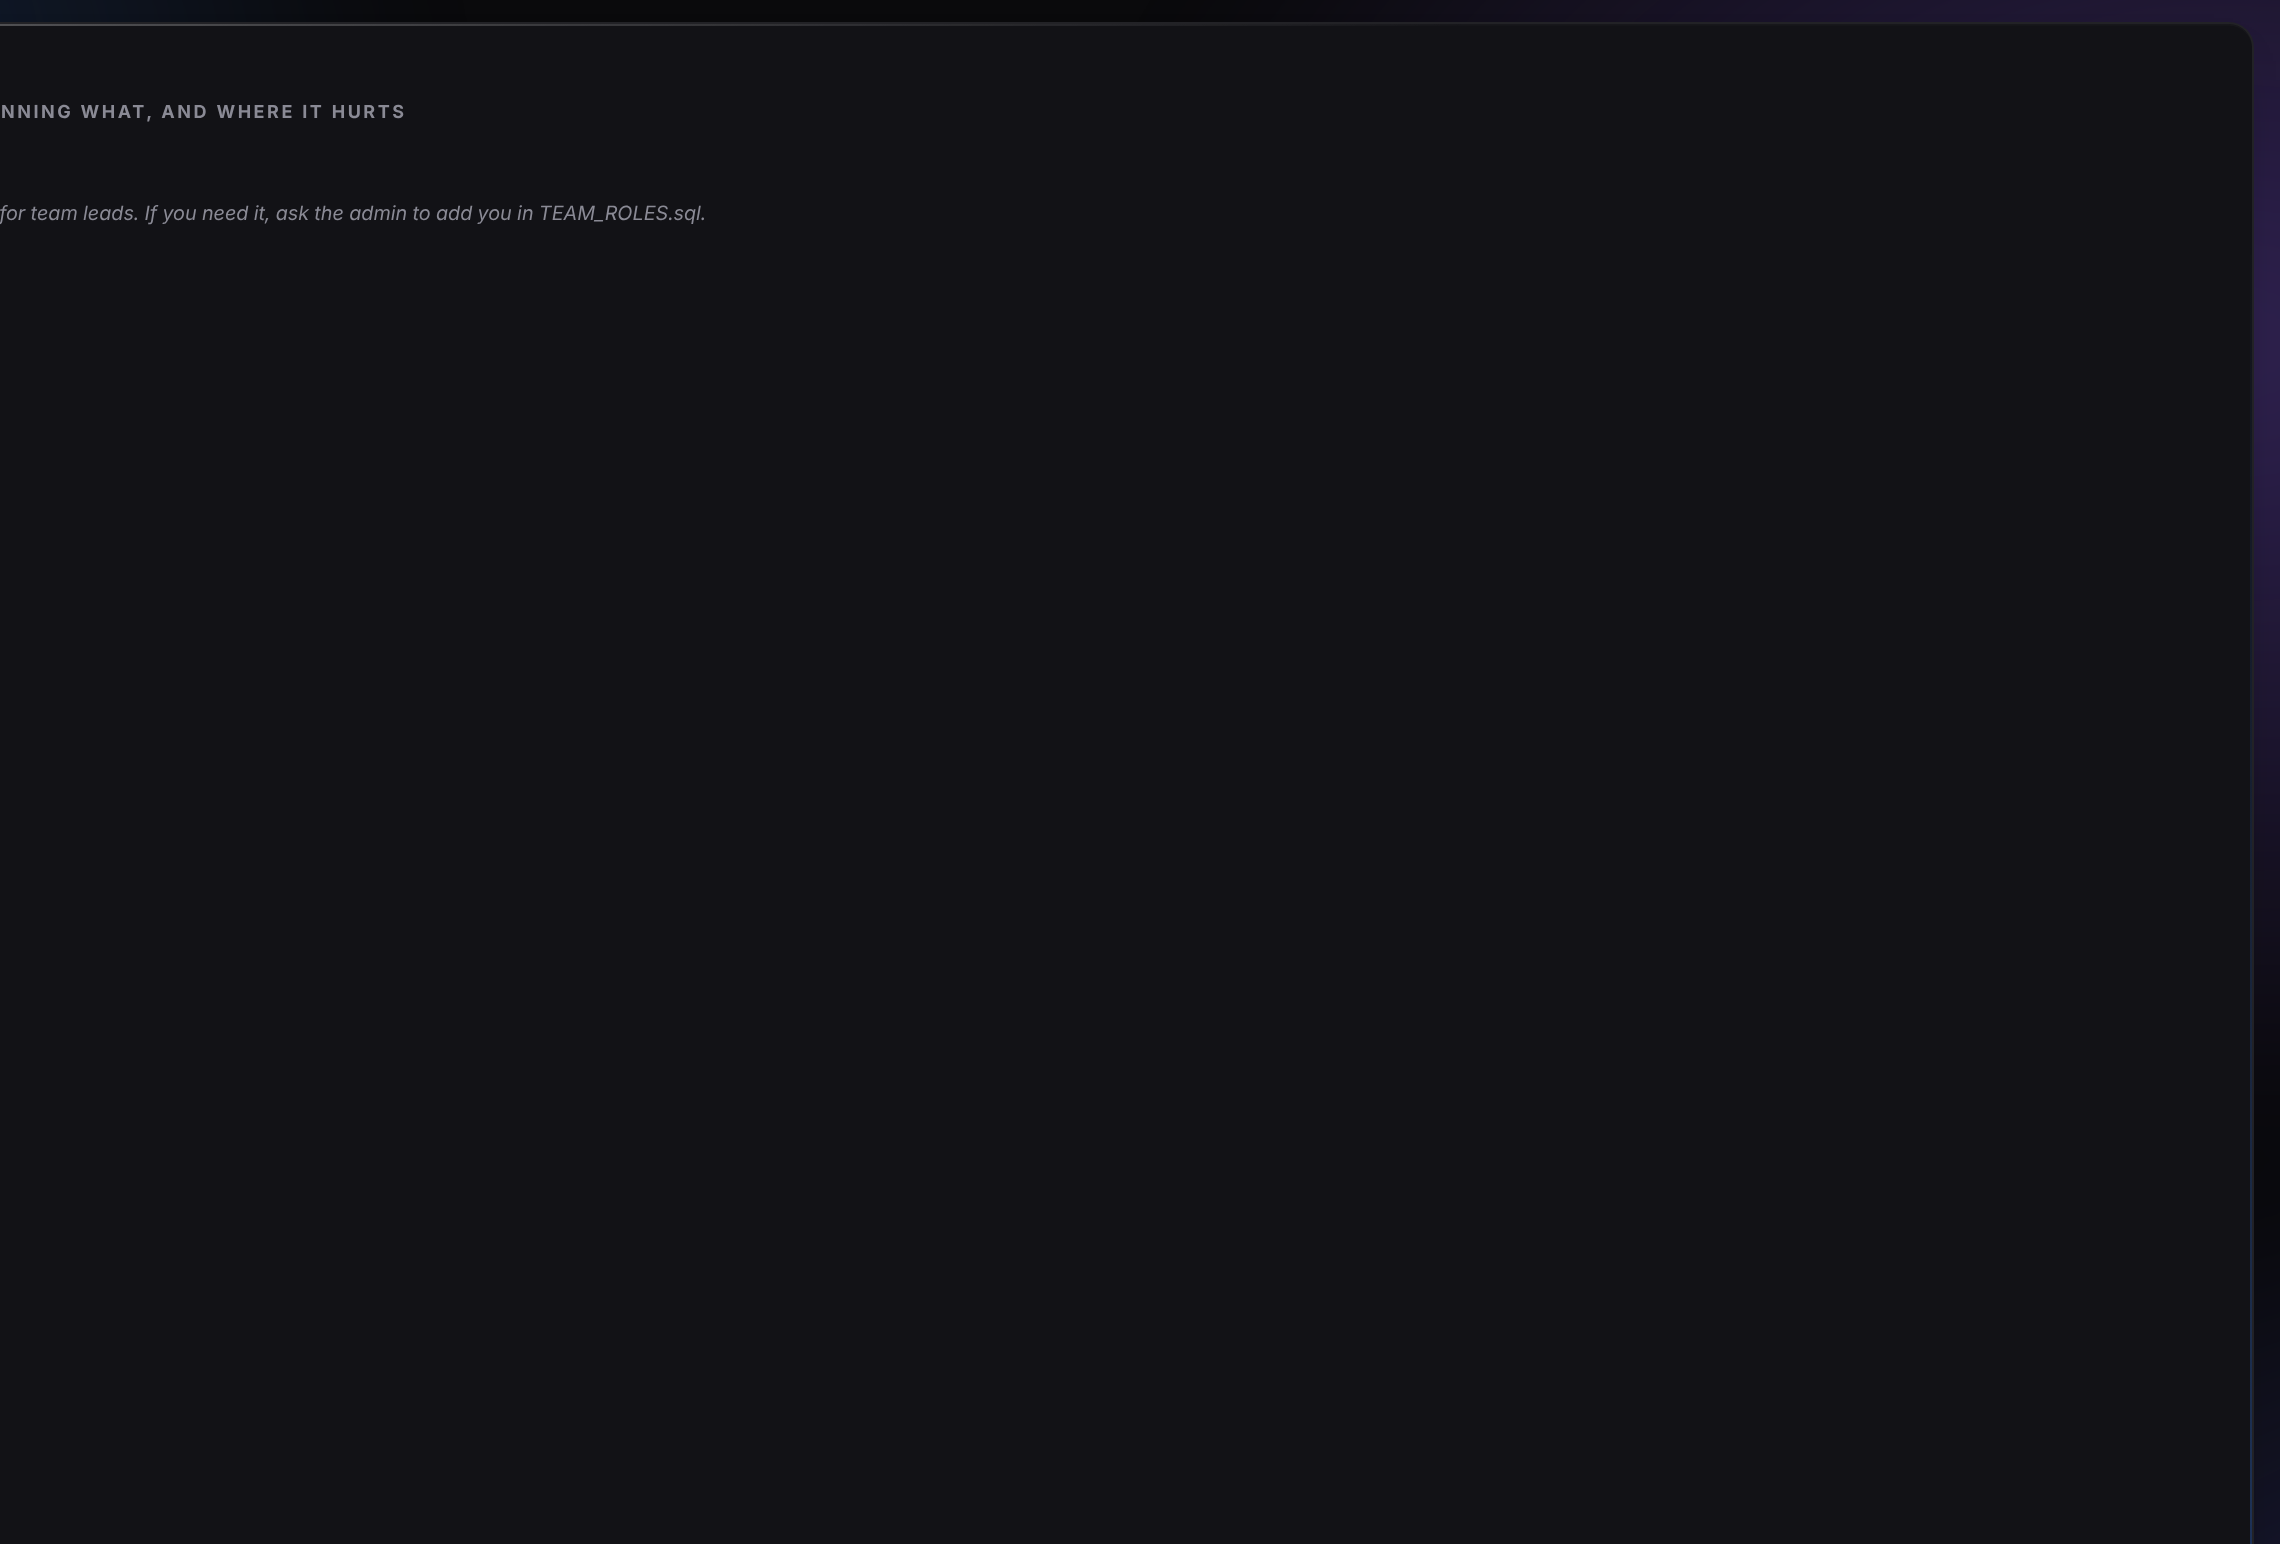 NNING WHAT, AND WHERE IT HURTS
for team leads. If you need it, ask the admin to add you in TEAM_ROLES.sql.